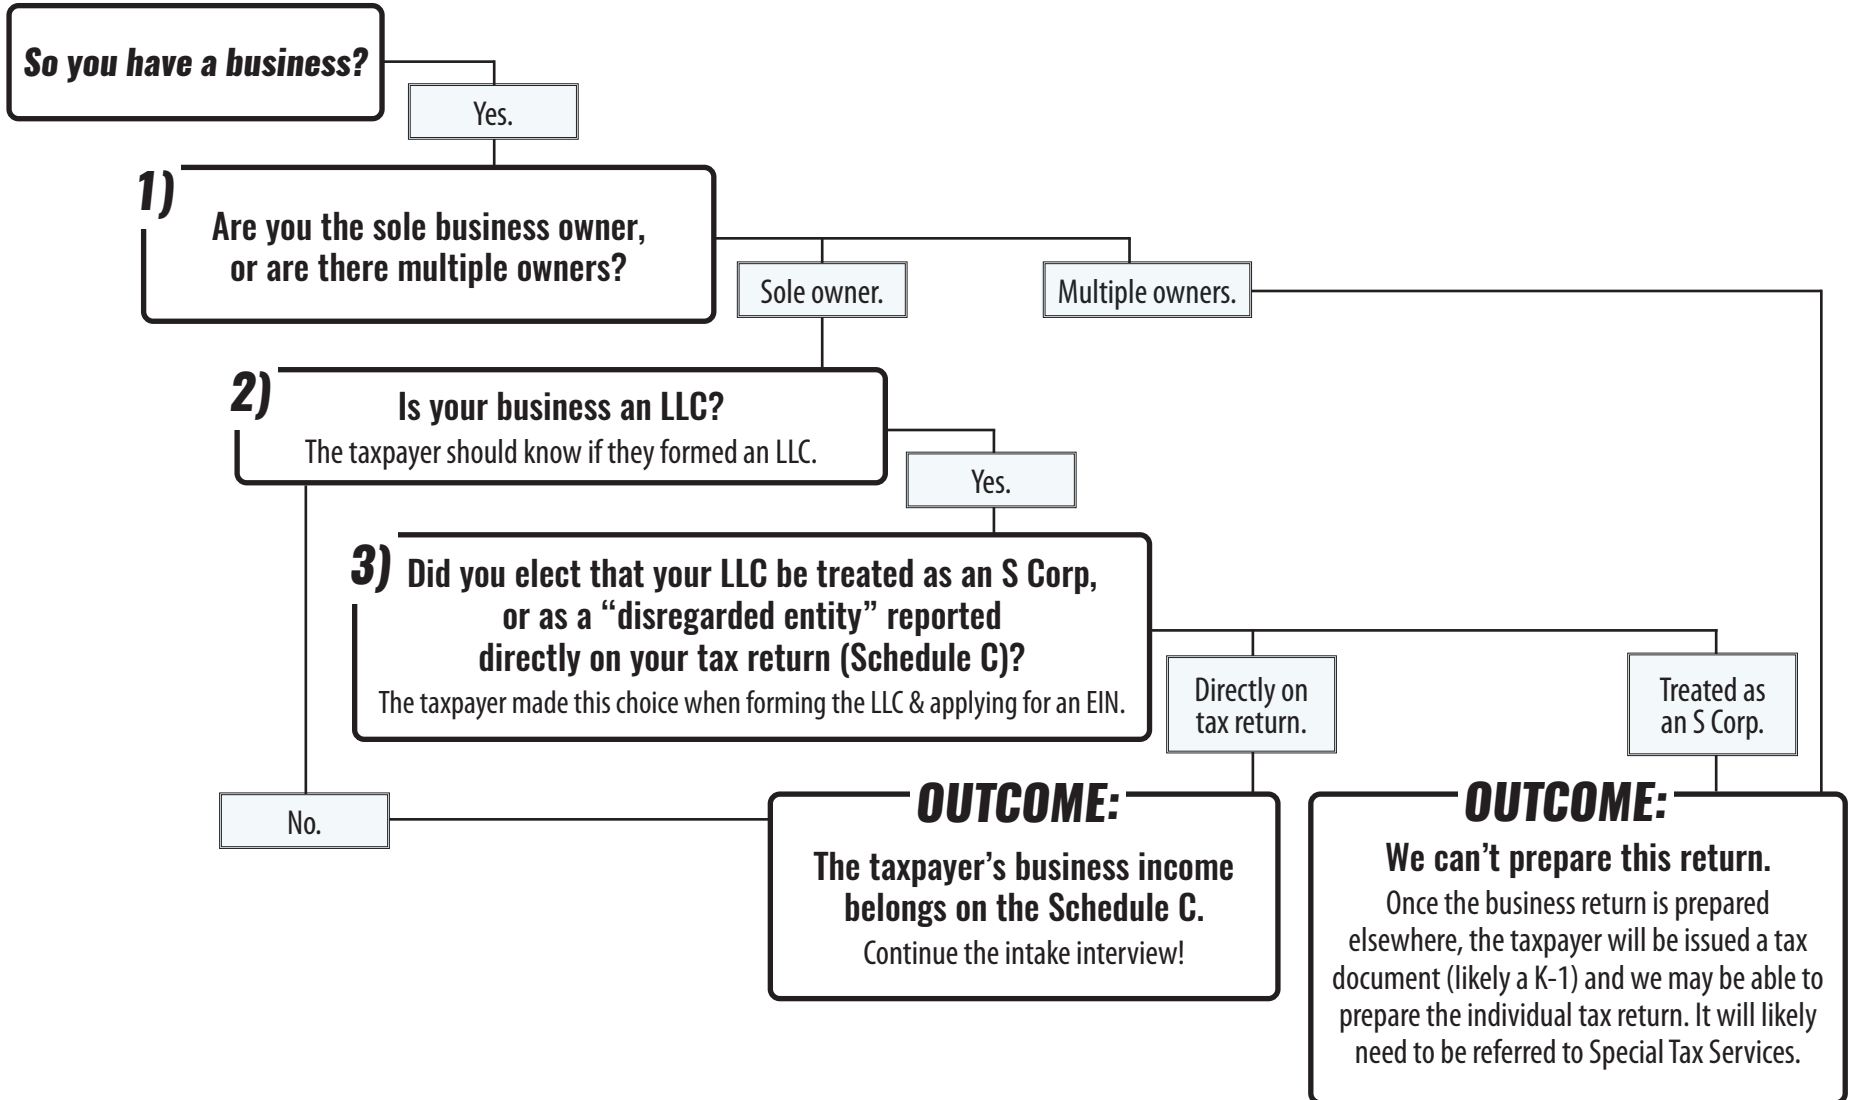 So you have a business?
Yes.
1)
Are you the sole business owner,
or are there multiple owners?
Sole owner.
Multiple owners.
2)
Is your business an LLC?
The taxpayer should know if they formed an LLC.
Yes.
3)
Did you elect that your LLC be treated as an S Corp,
or as a “disregarded entity” reported
directly on your tax return (Schedule C)?
The taxpayer made this choice when forming the LLC & applying for an EIN.
Directly on
tax return.
Treated as
an S Corp.
No.
OUTCOME:
The taxpayer’s business income
belongs on the Schedule C.
Continue the intake interview!
OUTCOME:
We can’t prepare this return.
Once the business return is prepared
elsewhere, the taxpayer will be issued a tax
document (likely a K-1) and we may be able to
prepare the individual tax return. It will likely
need to be referred to Special Tax Services.